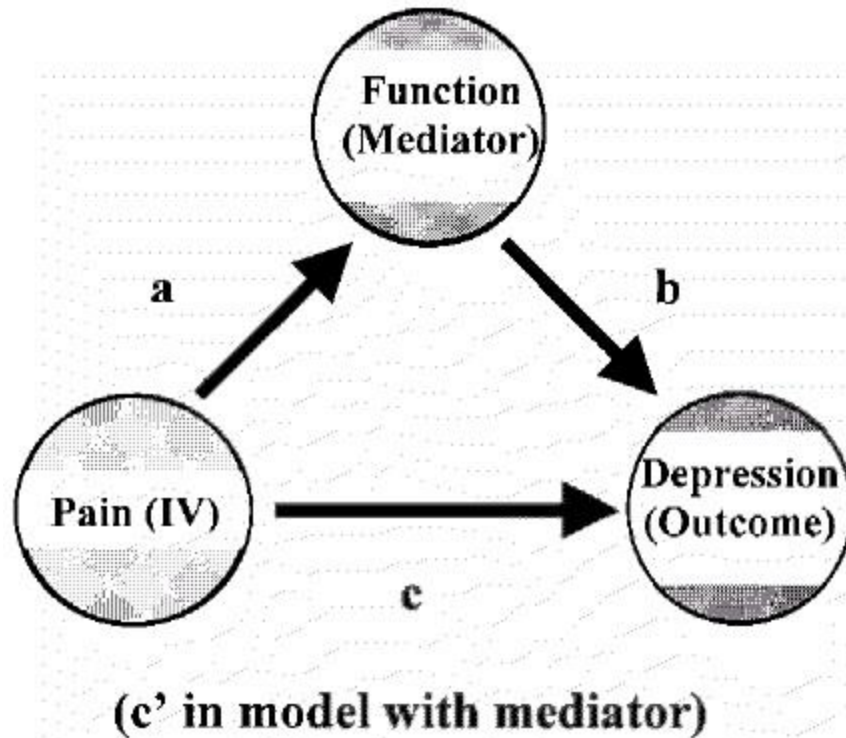 Function
(Mediator)
a
b
Pain (IV)
Depression
(Outcome)
c
(c' in model with mediator)